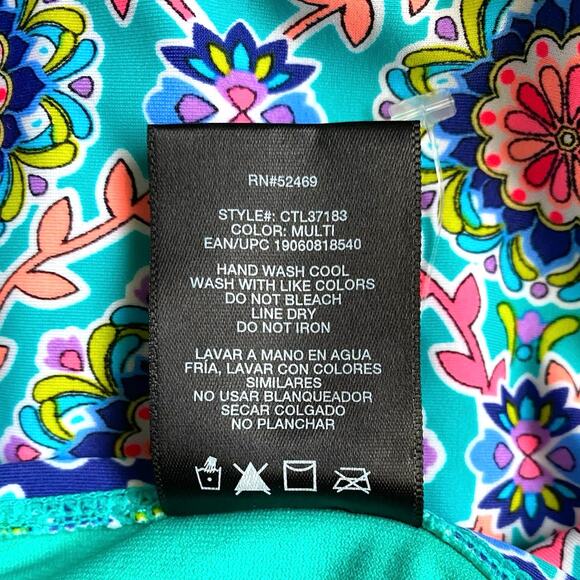 RN#52469
STYLE#: CTL37183
COLOR: MULTI
EAN/UPC 19060818540
HAND WASH COOL
WASH WITH LIKE COLORS
DO NOT BLEACH
LINE DRY
DO NOT IRON
LAVAR A MANO EN AGUA
FRÍA, LAVAR CON COLORES
SIMILARES
NO USAR BLANQUEADOR
SECAR COLGADO
NO PLANCHAR